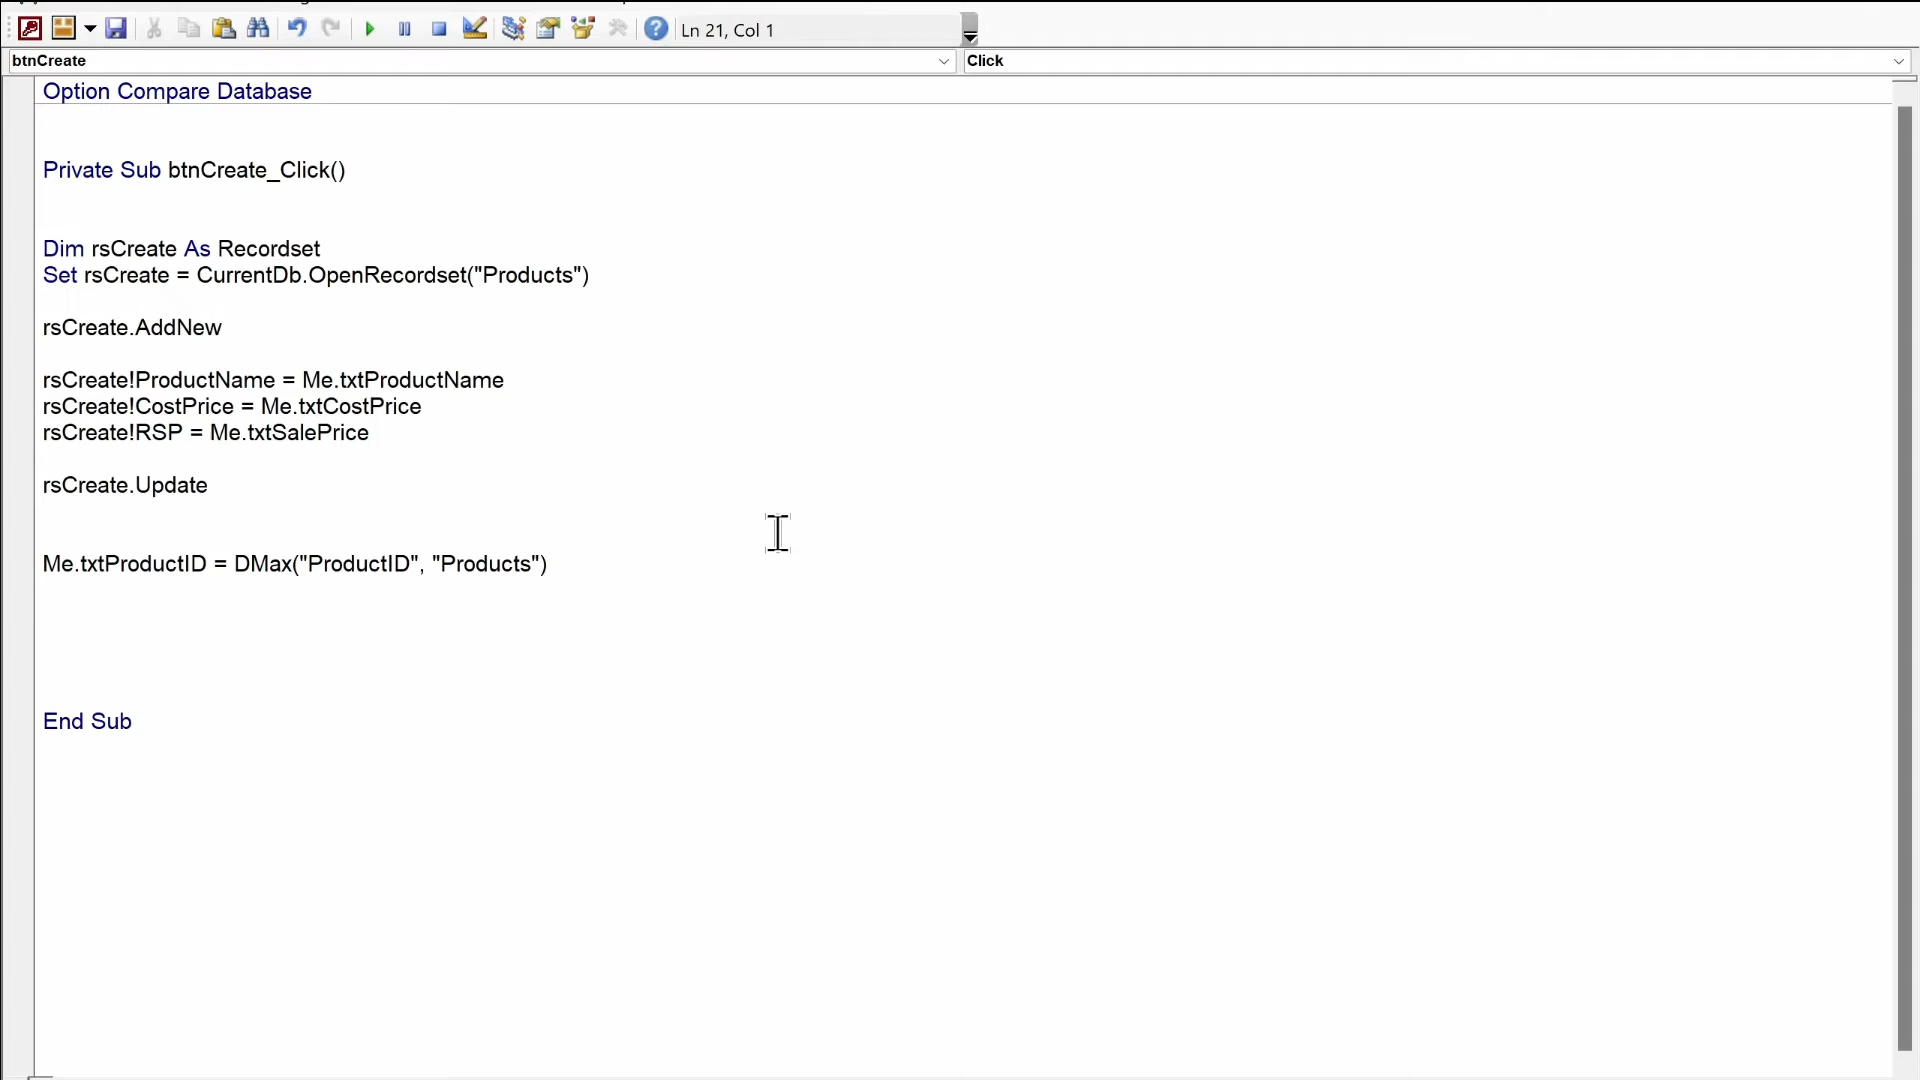 Ln 21, Col 1
btnCreate
Click
Option Compare Database
Private Sub btnCreate_Click()
Dim rsCreate As Recordset
Set rsCreate = CurrentDb.OpenRecordset("Products")
rsCreate.AddNew
rsCreate!ProductName = Me.txtProductName
rsCreate!CostPrice = Me.txtCostPrice
rsCreate!RSP = Me.txtSalePrice
rsCreate.Update
Me.txtProductID = DMax("ProductID", "Products")
End Sub